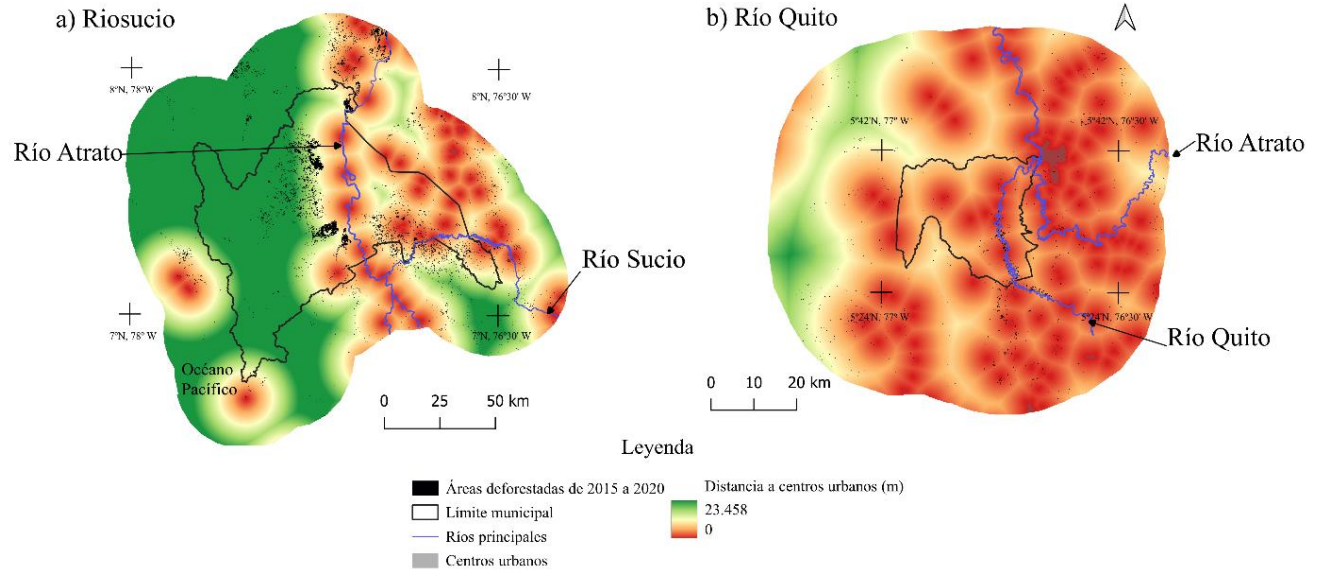 a) Riosucio
b) Río Quito
8°N, 78°W
8°N, 76°30' W
Río Atrato
5°42'N, 77° W
5°42'N, 76°30' W
Río Atrato
Río Sucio
7°N, 78° W
7°N, 76°30' W
5°24'N, 77° W
5°24'N, 76°30' W
Río Quito
Océano
Pacífico
0 25 50 km
0 10 20 km
Leyenda
Áreas deforestadas de 2015 a 2020
Límite municipal
Ríos principales
Centros urbanos
Distancia a centros urbanos (m)
23.458
0